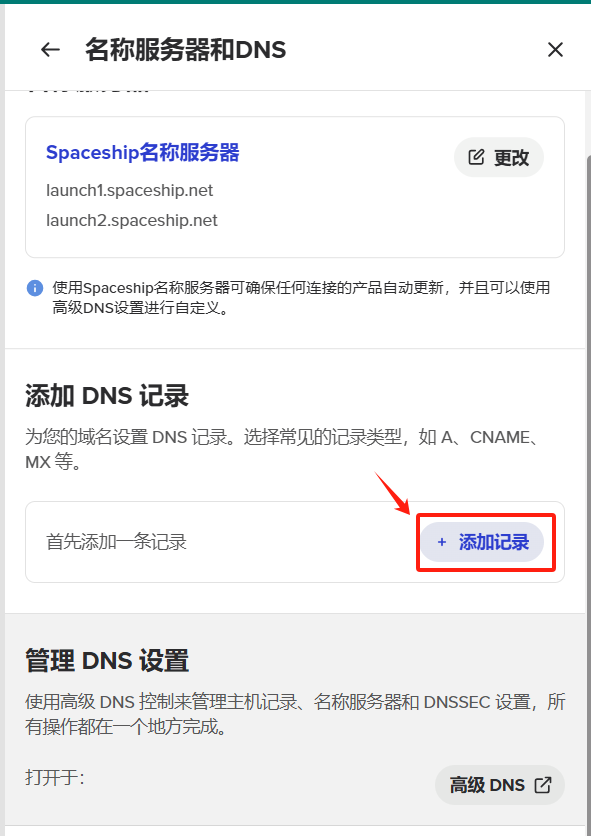 名称服务器和DNS
Spaceship名称服务器
更改
launch1.spaceship.net
launch2.spaceship.net
使用Spaceship名称服务器可确保任何连接的产品自动更新，并且可以使用
高级DNS设置进行自定义。
添加 DNS 记录
为您的域名设置 DNS 记录。选择常见的记录类型，如 A、CNAME、
MX 等。
首先添加一条记录
+ 添加记录
管理 DNS 设置
使用高级 DNS 控制来管理主机记录、名称服务器和 DNSSEC 设置，所
有操作都在一个地方完成。
打开于：
高级 DNS